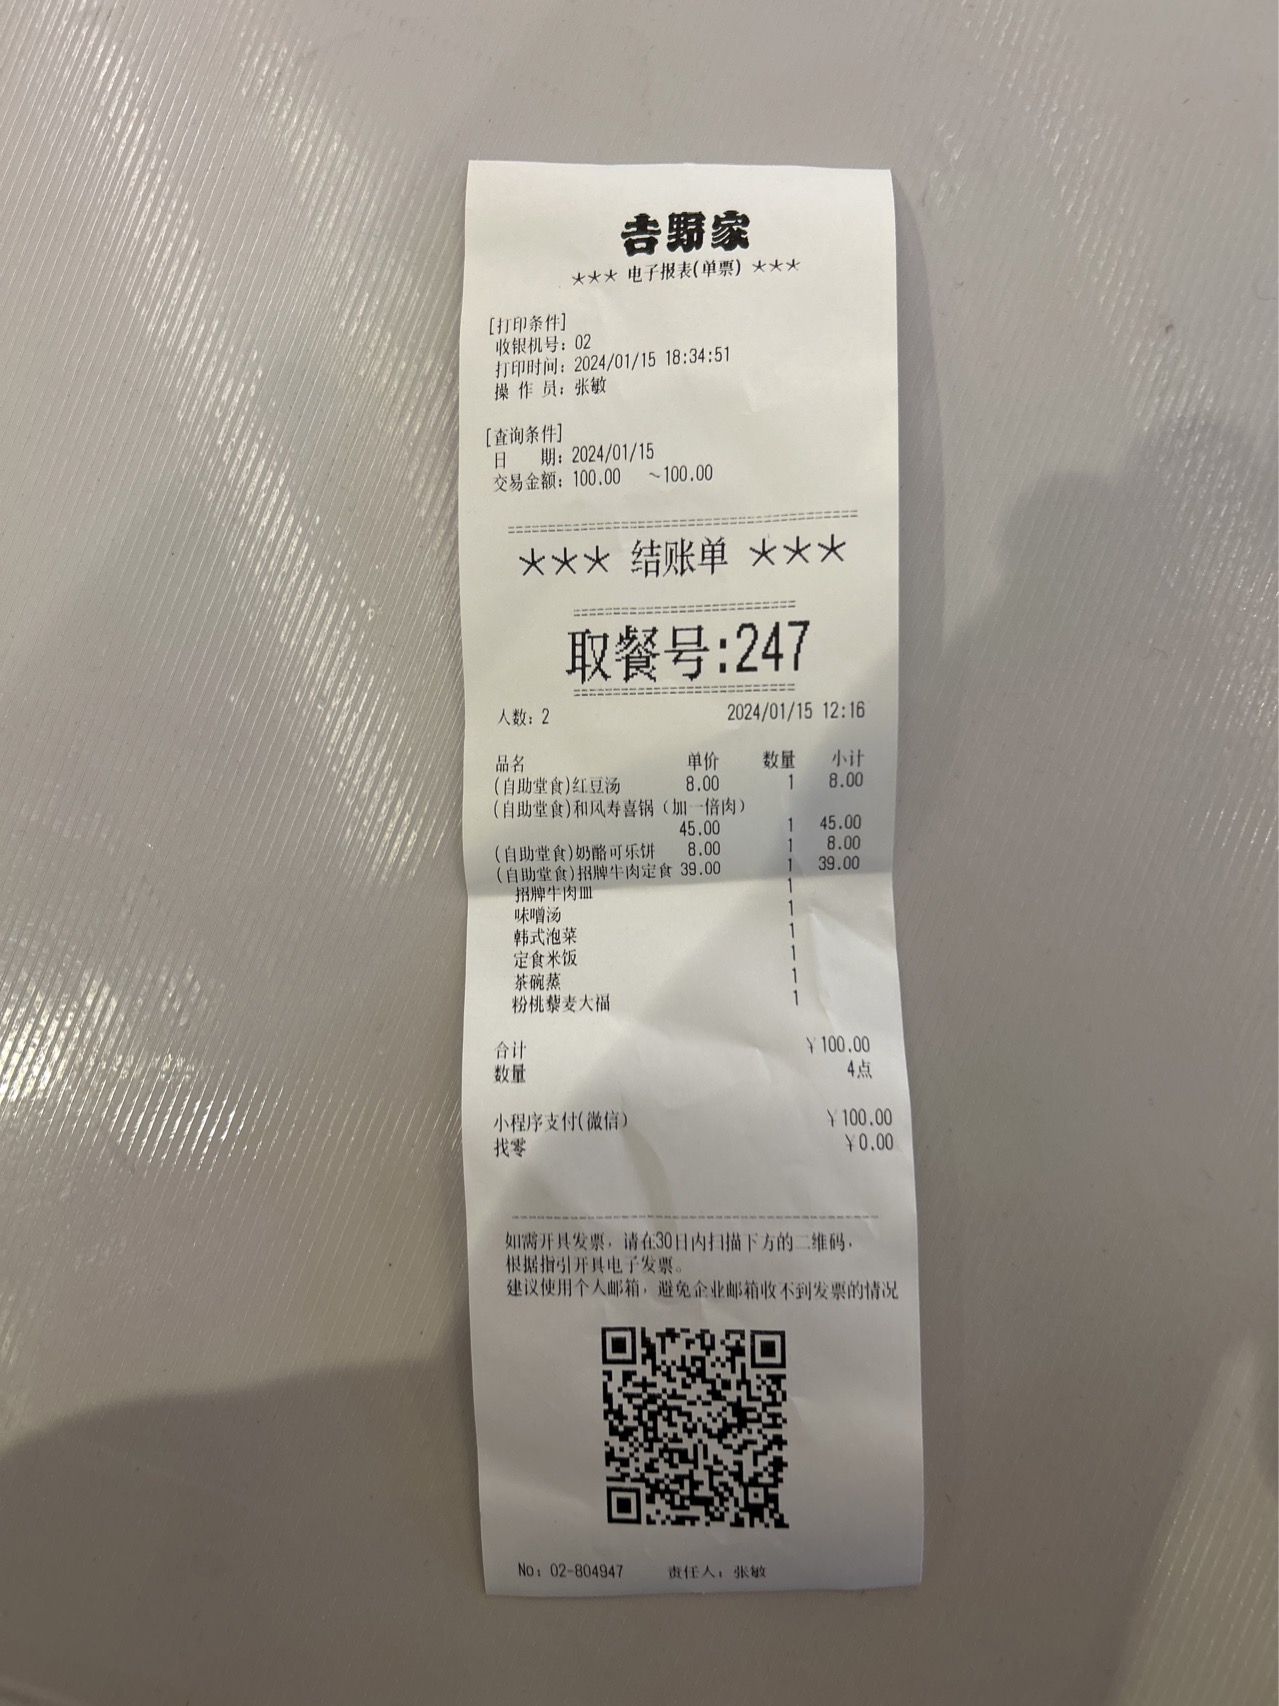 吉野家
*** 电子报表(单票) ***
[打印条件]
收银机号：02
打印时间：2024/01/15 18:34:51
操 作 员：张敏
[查询条件]
日 期：2024/01/15
交易金额：100.00 ~100.00
*** 结账单 ***
取餐号:247
人数：2 2024/01/15 12:16
品名 单价 数量 小计
(自助堂食)红豆汤 8.00 1 8.00
(自助堂食)和风寿喜锅（加一倍肉）
45.00 1 45.00
(自助堂食)奶酪可乐饼 8.00 1 8.00
(自助堂食)招牌牛肉定食 39.00 1 39.00
招牌牛肉皿 1
味噌汤 1
韩式泡菜 1
定食米饭 1
茶碗蒸 1
粉桃藜麦大福 1
合计 ￥100.00
数量 4点
小程序支付(微信) ￥100.00
找零 ￥0.00
如需开具发票，请在30日内扫描下方的二维码，
根据指引开具电子发票。
建议使用个人邮箱，避免企业邮箱收不到发票的情况
No：02-804947 责任人：张敏